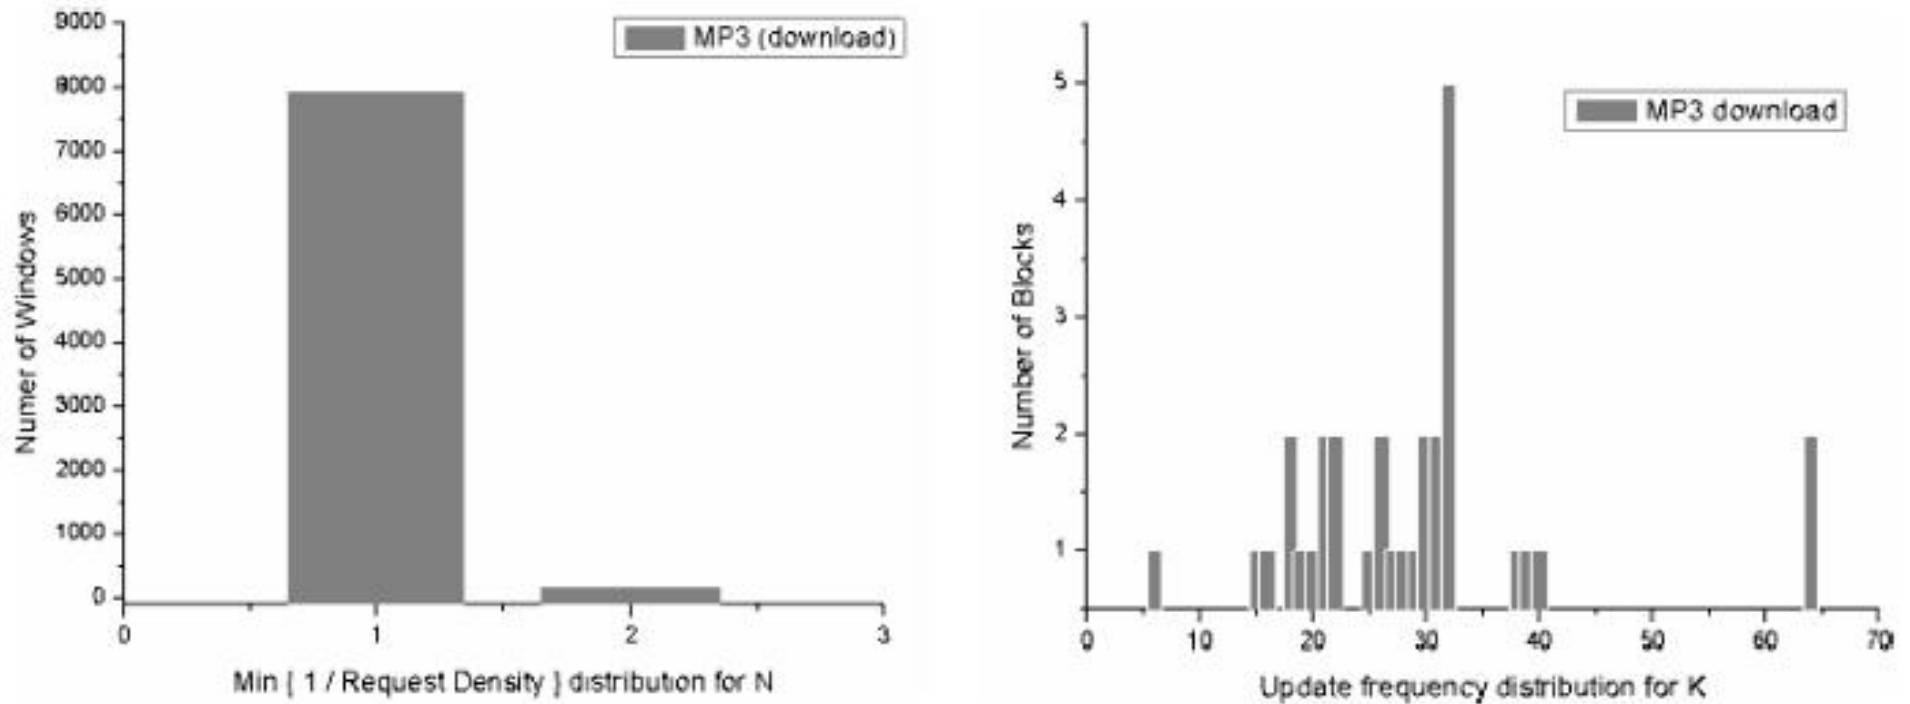 9000
8000
7000
6000
5000
4000
3000
2000
1000
0
Numer of Windows
MP3 (download)
0 1 2 3
Min { 1 / Request Density } distribution for N
5
4
3
2
1
Number of Blocks
MP3 download
0 10 20 30 40 50 60 70
Update frequency distribution for K